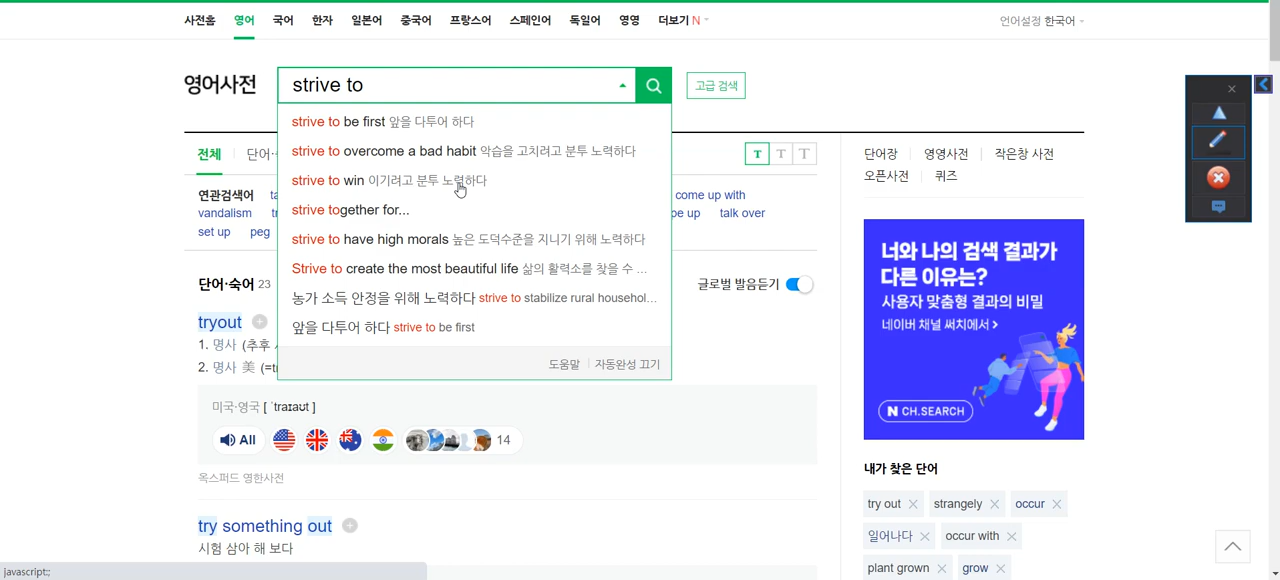 사전홈 영어 국어 한자 일본어 중국어 프랑스어 스페인어 독일어 영영 더보기 N
언어설정 한국어
영어사전 strive to 고급 검색
strive to be first 앞을 다투어 하다
strive to overcome a bad habit 악습을 고치려고 분투 노력하다
strive to win 이기려고 분투 노력하다
strive together for...
strive to have high morals 높은 도덕수준을 지니기 위해 노력하다
Strive to create the most beautiful life 삶의 활력소를 찾을 수 ...
농가 소득 안정을 위해 노력하다 strive to stabilize rural househol...
앞을 다투어 하다 strive to be first
도움말 자동완성 끄기
전체 단어· T T T
연관검색어 come up with
vandalism talk over
set up peg
단어·숙어 23 글로벌 발음듣기
tryout
1. 명사 (추후
2. 명사 美
미국·영국 [ ˈtraɪaʊt ]
All 14
옥스퍼드 영한사전
try something out
시험 삼아 해 보다
단어장 영영사전 작은창 사전
오픈사전 퀴즈
너와 나의 검색 결과가
다른 이유는?
사용자 맞춤형 결과의 비밀
네이버 채널 써치에서 >
N CH.SEARCH
내가 찾은 단어
try out strangely occur
일어나다 occur with
plant grown grow
javascript:;